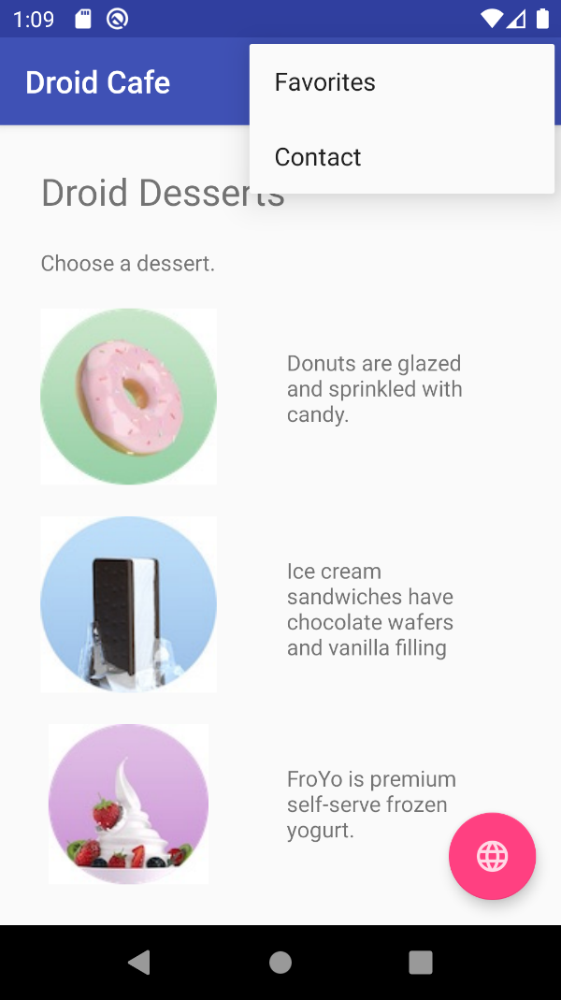 1:09
Droid Cafe
Favorites
Contact
Droid Desserts
Choose a dessert.
Donuts are glazed
and sprinkled with
candy.
Ice cream
sandwiches have
chocolate wafers
and vanilla filling
FroYo is premium
self-serve frozen
yogurt.